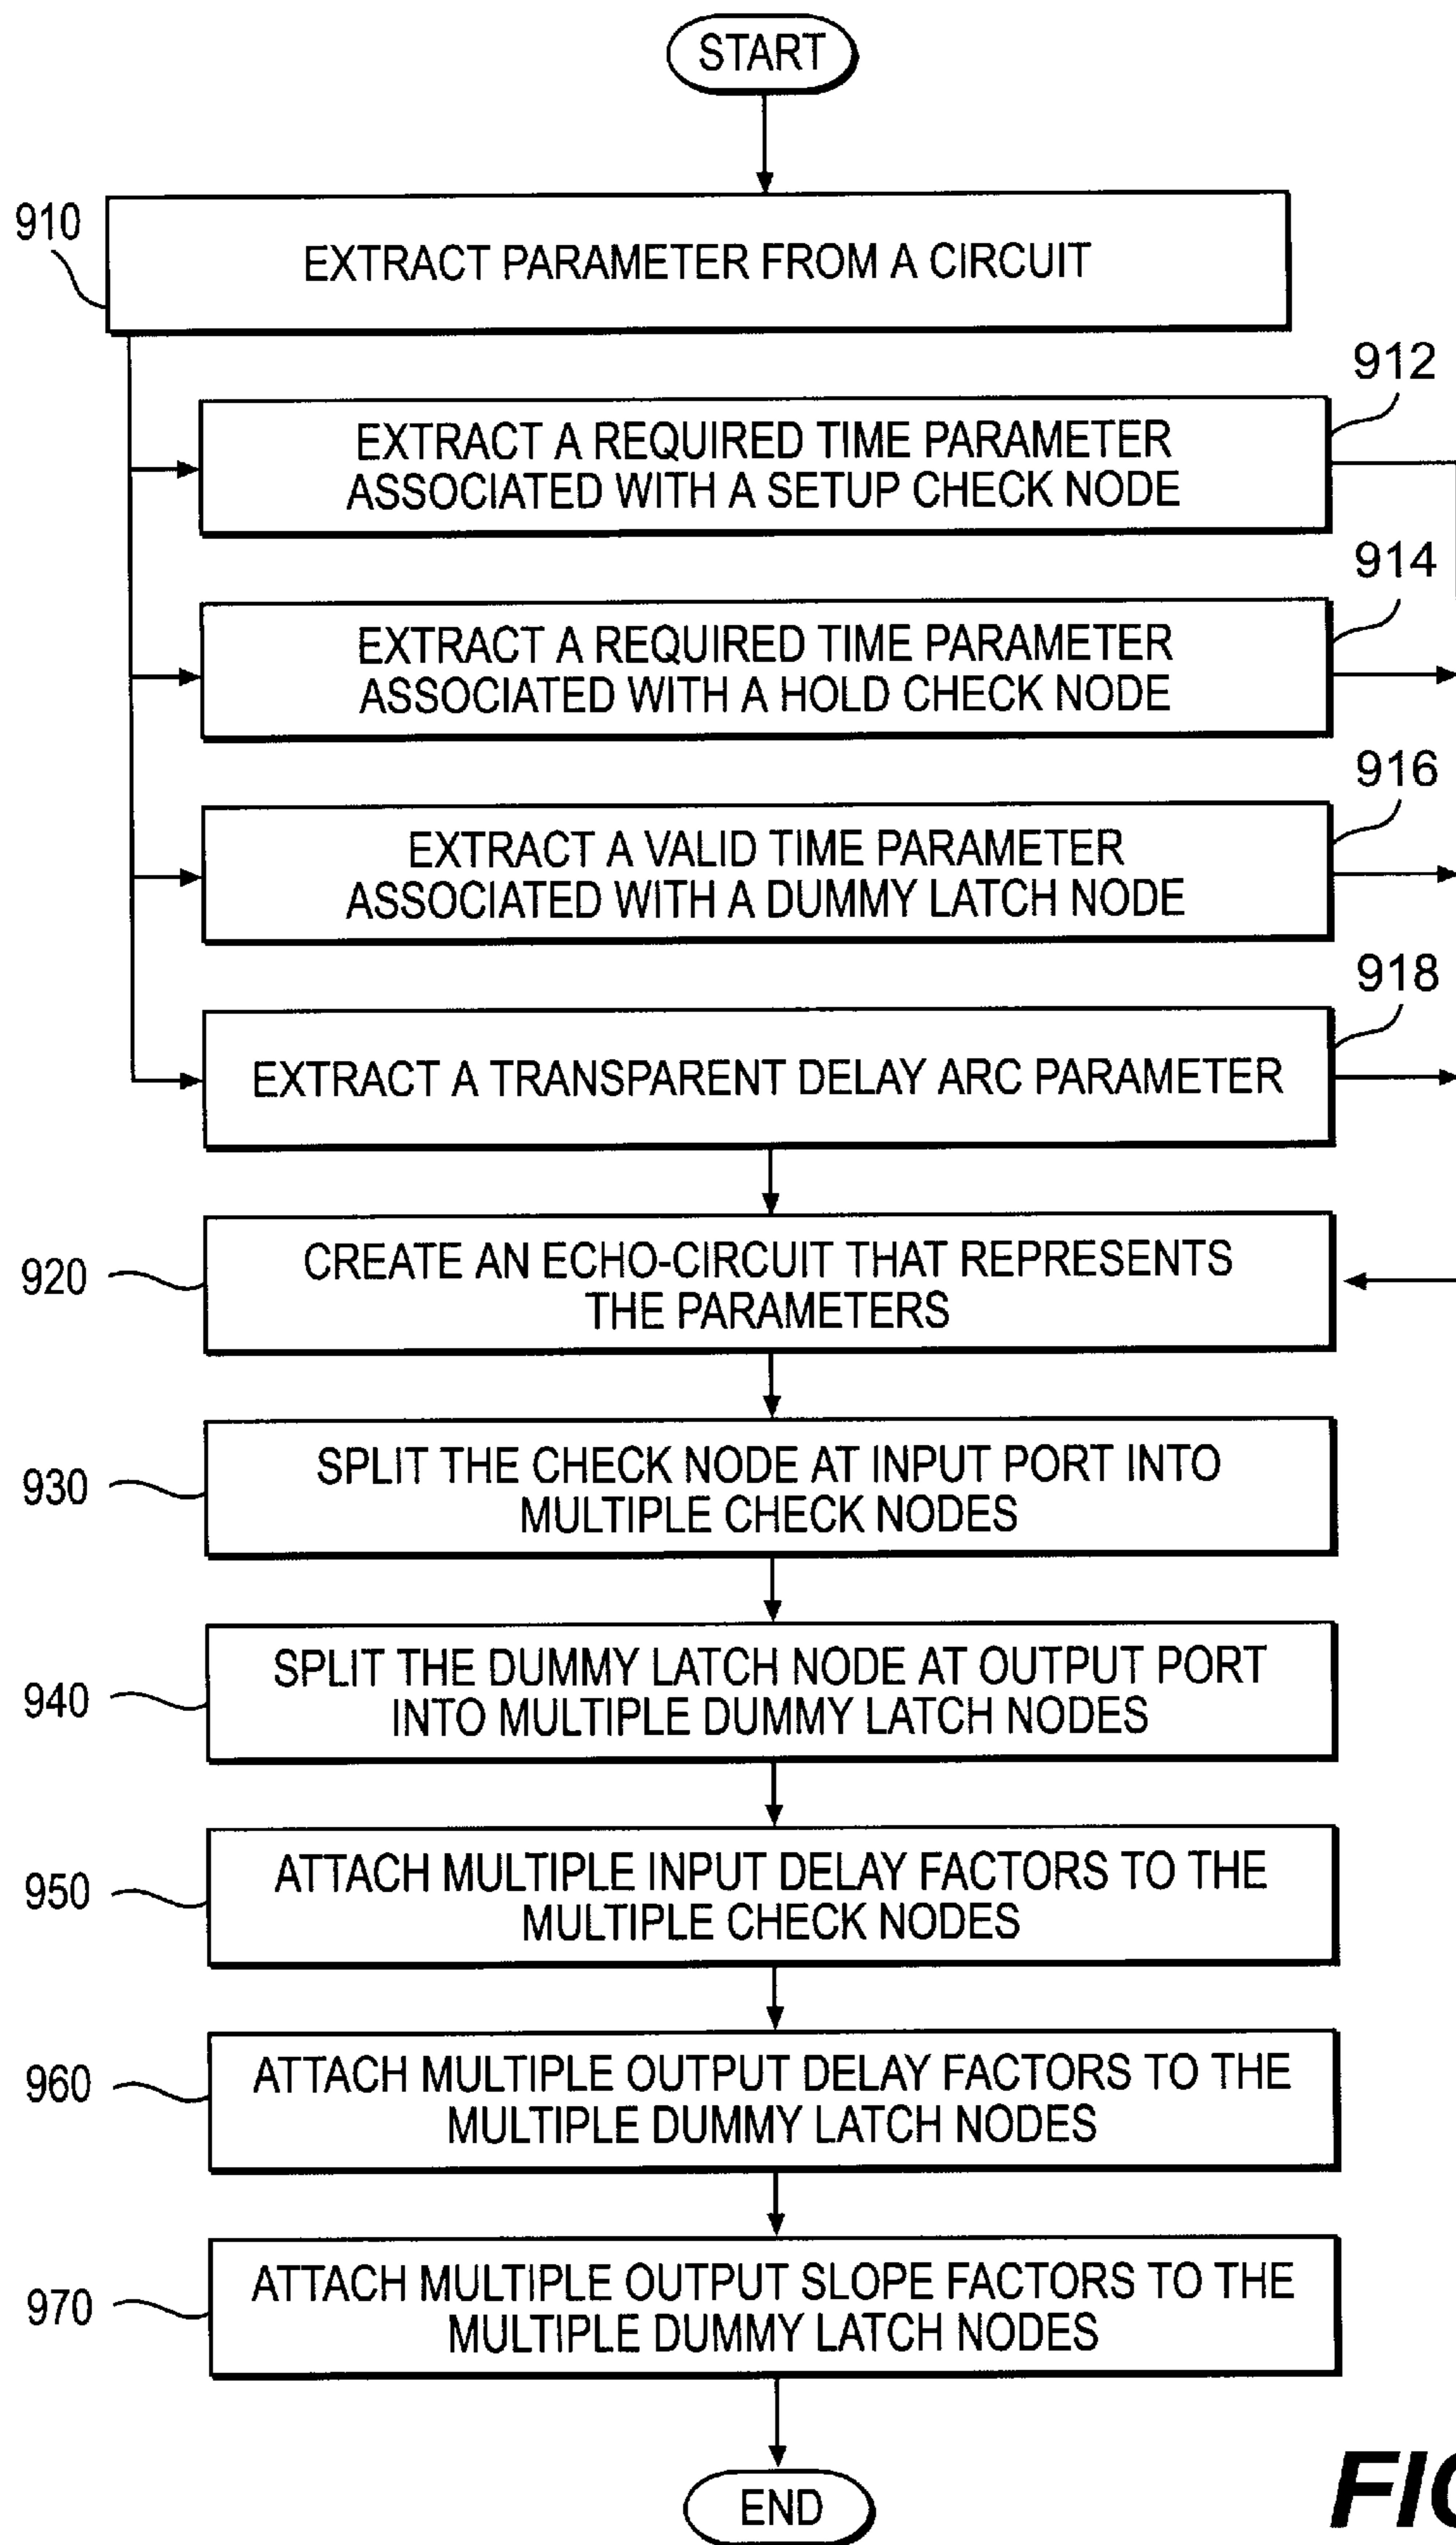 START
910
EXTRACT PARAMETER FROM A CIRCUIT
912
EXTRACT A REQUIRED TIME PARAMETER
ASSOCIATED WITH A SETUP CHECK NODE
914
EXTRACT A REQUIRED TIME PARAMETER
ASSOCIATED WITH A HOLD CHECK NODE
916
EXTRACT A VALID TIME PARAMETER
ASSOCIATED WITH A DUMMY LATCH NODE
918
EXTRACT A TRANSPARENT DELAY ARC PARAMETER
920
CREATE AN ECHO-CIRCUIT THAT REPRESENTS
THE PARAMETERS
930
SPLIT THE CHECK NODE AT INPUT PORT INTO
MULTIPLE CHECK NODES
940
SPLIT THE DUMMY LATCH NODE AT OUTPUT PORT
INTO MULTIPLE DUMMY LATCH NODES
950
ATTACH MULTIPLE INPUT DELAY FACTORS TO THE
MULTIPLE CHECK NODES
960
ATTACH MULTIPLE OUTPUT DELAY FACTORS TO THE
MULTIPLE DUMMY LATCH NODES
970
ATTACH MULTIPLE OUTPUT SLOPE FACTORS TO THE
MULTIPLE DUMMY LATCH NODES
END